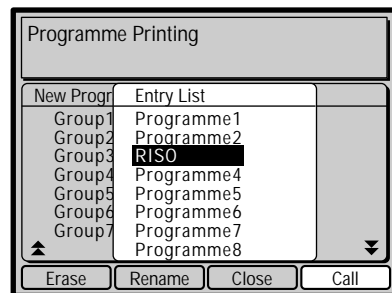 Programme Printing
New Progr
Entry List
Group1
Programme1
Group2
Programme2
Group3
RISO
Group4
Programme4
Group5
Programme5
Group6
Programme6
Group7
Programme7
Programme8
Erase
Rename
Close
Call